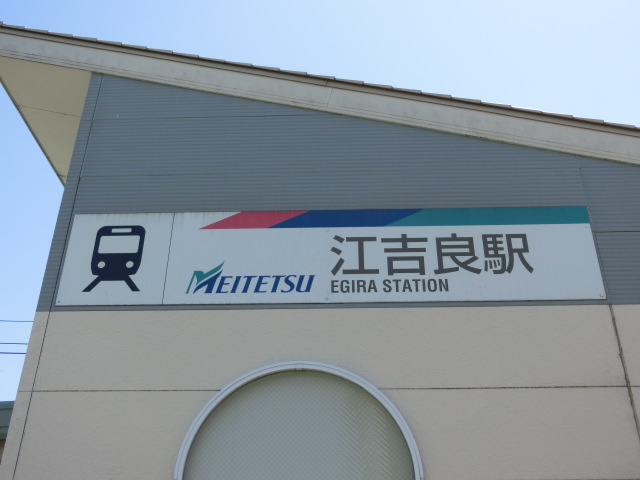 MEITETSU 江吉良駅
EGIRA STATION